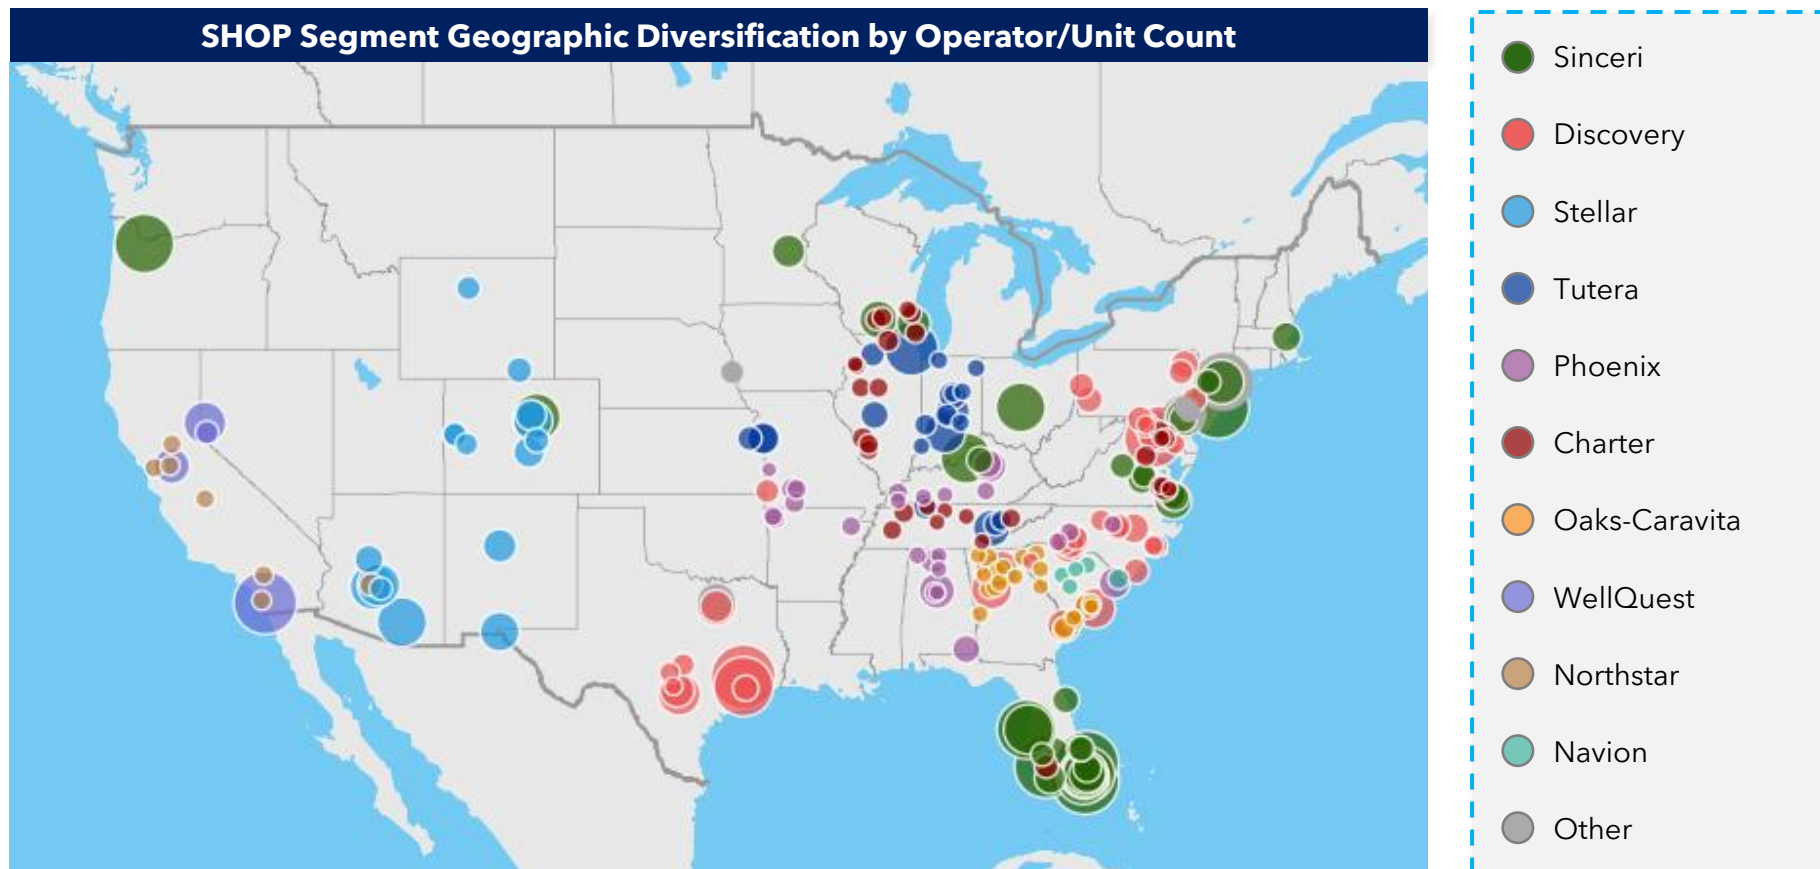 SHOP Segment Geographic Diversification by Operator/Unit Count
Sinceri
Discovery
Stellar
Tutera
Phoenix
Charter
Oaks-Caravita
WellQuest
Northstar
Navion
Other